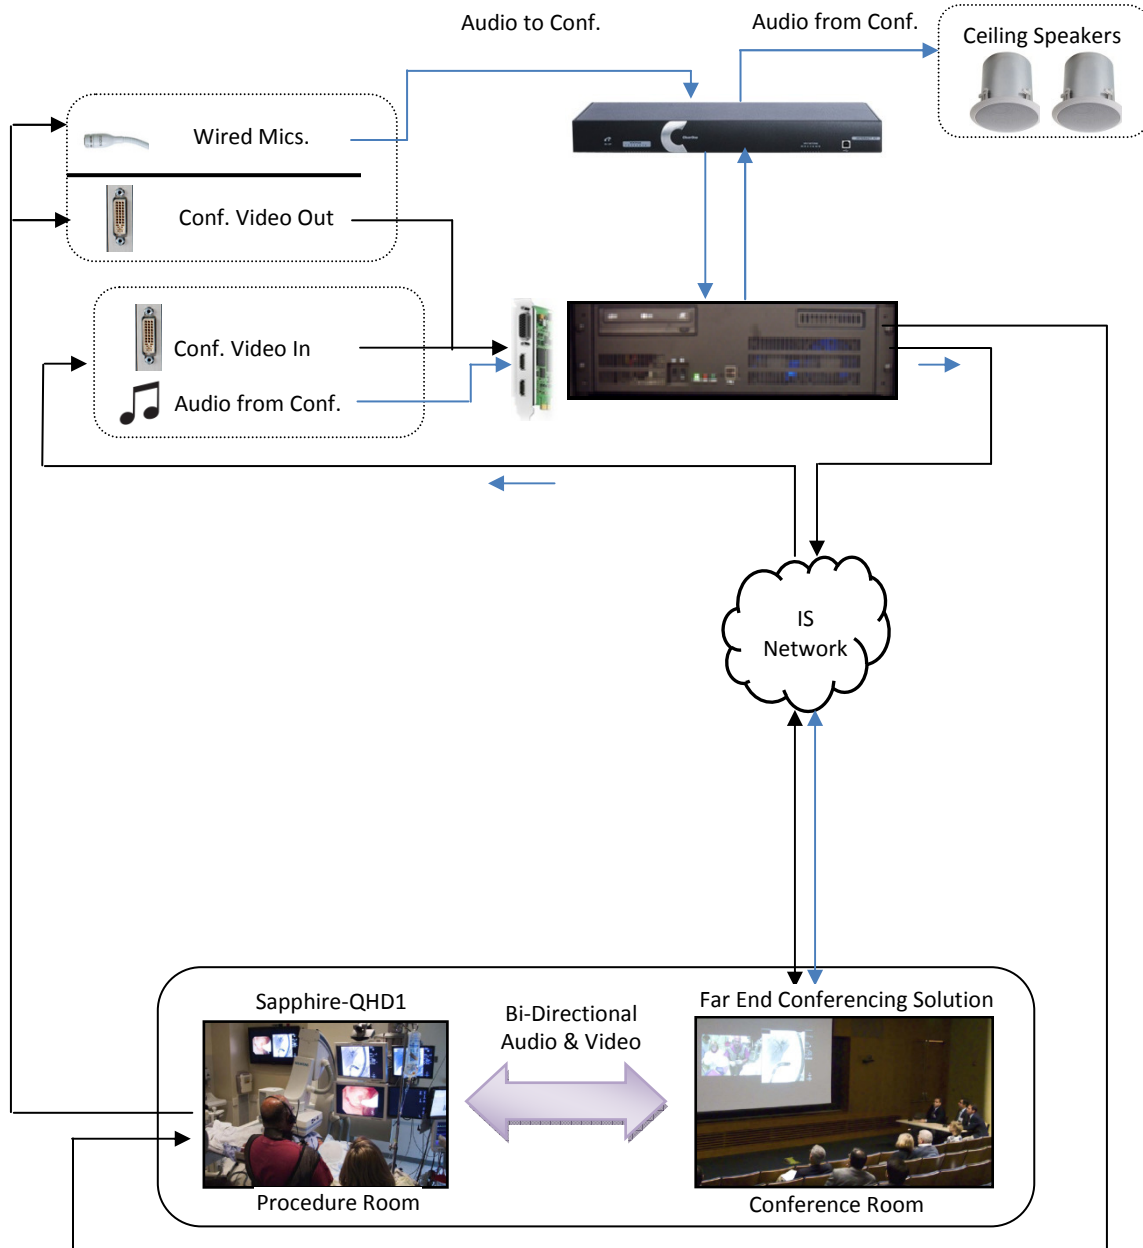 Audio to Conf.
Audio from Conf.
Ceiling Speakers
Wired Mics.
Conf. Video Out
Conf. Video In
Audio from Conf.
IS
Network
Sapphire-QHD1
Far End Conferencing Solution
Bi-Directional
Audio & Video
Procedure Room
Conference Room